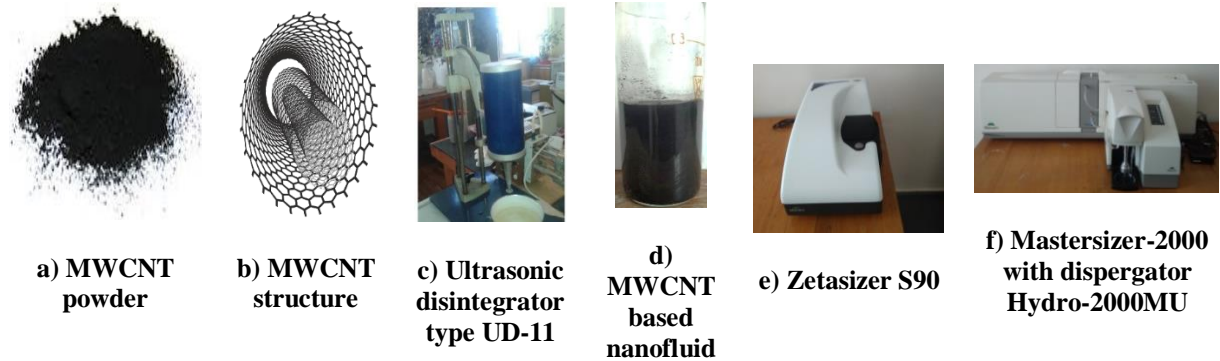 a) MWCNT
powder
b) MWCNT
structure
c) Ultrasonic
disintegrator
type UD-11
d)
MWCNT
based
nanofluid
e) Zetasizer S90
f) Mastersizer-2000
with dispergator
Hydro-2000MU